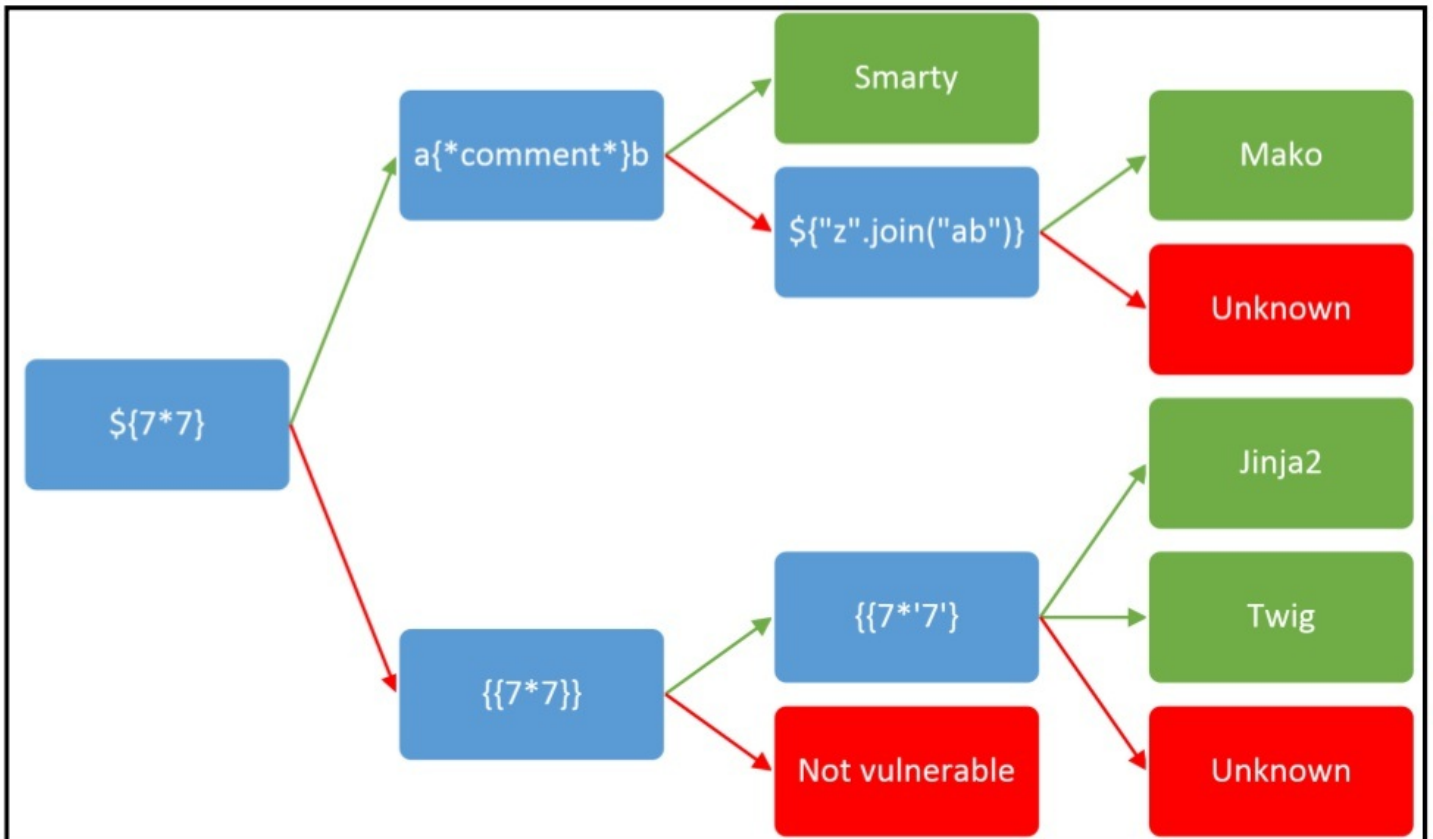 ${7*7}
a{*comment*}b
{{7*7}}
Smarty
${"z".join("ab")}
{{7*'7'}
Not vulnerable
Mako
Unknown
Jinja2
Twig
Unknown